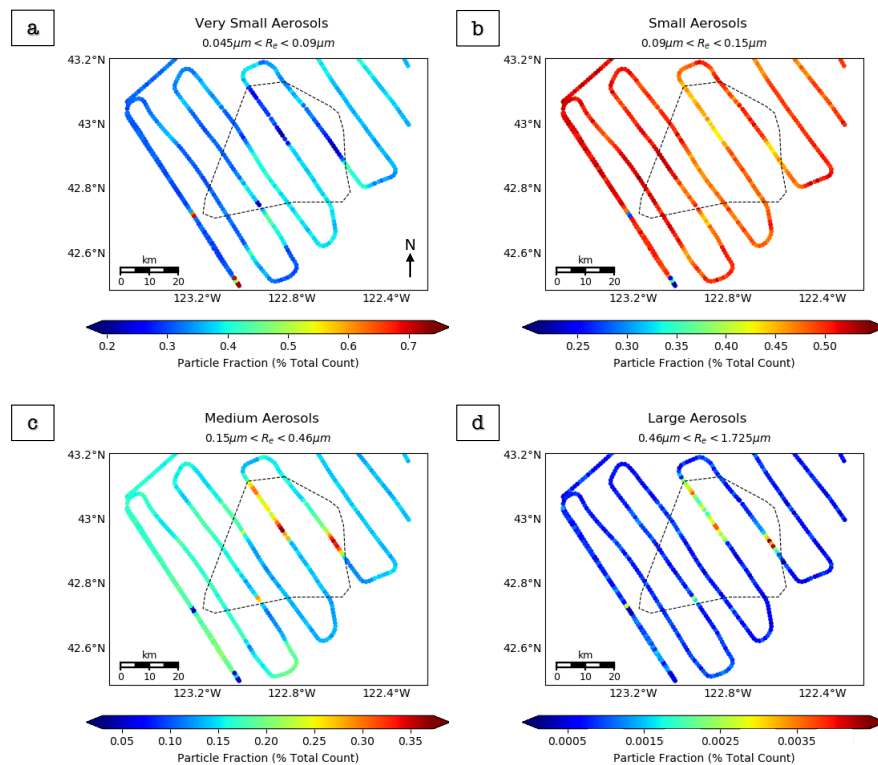 a
Very Small Aerosols
0.045μm < R_e < 0.09μm
43.2°N
43°N
42.8°N
42.6°N
N
km
0 10 20
123.2°W 122.8°W 122.4°W
0.2 0.3 0.4 0.5 0.6 0.7
Particle Fraction (% Total Count)
b
Small Aerosols
0.09μm < R_e < 0.15μm
43.2°N
43°N
42.8°N
42.6°N
km
0 10 20
123.2°W 122.8°W 122.4°W
0.25 0.30 0.35 0.40 0.45 0.50
Particle Fraction (% Total Count)
c
Medium Aerosols
0.15μm < R_e < 0.46μm
43.2°N
43°N
42.8°N
42.6°N
km
0 10 20
123.2°W 122.8°W 122.4°W
0.05 0.10 0.15 0.20 0.25 0.30 0.35
Particle Fraction (% Total Count)
d
Large Aerosols
0.46μm < R_e < 1.725μm
43.2°N
43°N
42.8°N
42.6°N
km
0 10 20
123.2°W 122.8°W 122.4°W
0.0005 0.0015 0.0025 0.0035
Particle Fraction (% Total Count)